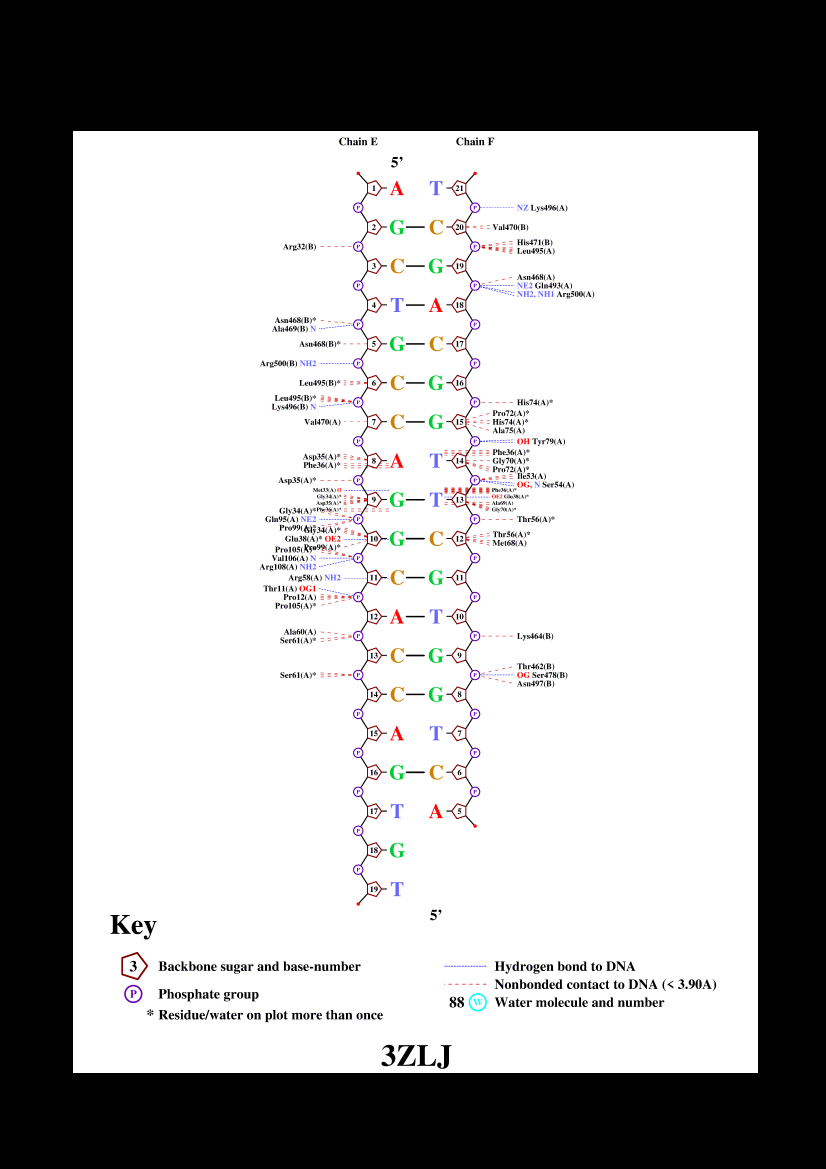 Chain E Chain F
5’
1 A T 21
P P NZ Lys496(A)
2 G C 20 Val470(B)
Arg32(B) P P His471(B)
Leu495(A)
3 C G 19
Asn468(A)
P P NE2 Gln493(A)
NH2, NH1 Arg500(A)
4 T A 18
Asn468(B)*
Ala469(B) N P P
Asn468(B)* 5 G C 17
Arg500(B) NH2 P P
Leu495(B)* 6 C G 16
Leu495(B)*
Lys496(B) N P P His74(A)*
Pro72(A)*
Val470(A) 7 C G 15 His74(A)*
Ala75(A)
P P OH Tyr79(A)
Phe36(A)*
Asp35(A)* 8 A T 14 Gly70(A)*
Phe36(A)* Pro72(A)*
Ile53(A)
Asp35(A)* P P OG, N Ser54(A)
Met33(A) O Phe36(A)*
Gly34(A)* 9 G T 13 OE2 Glu38(A)*
Asp35(A)* Ala69(A)
Phe36(A)* Gly70(A)*
Gly34(A)*
Gln95(A) NE2 P P Thr56(A)*
Pro99(A)*
Gly34(A)*
Glu38(A)* OE2 10 G C 12 Thr56(A)*
Pro99(A)* Met68(A)
Pro105(A)*
Val106(A) N P P
Arg108(A) NH2
Arg58(A) NH2 11 C G 11
Thr11(A) OG1
Pro12(A) P P
Pro105(A)*
12 A T 10
Ala60(A)
Ser61(A)* P P Lys464(B)
13 C G 9
Thr462(B)
Ser61(A)* P P OG Ser478(B)
Asn497(B)
14 C G 8
P P
15 A T 7
P P
16 G C 6
P P
17 T A 5
P
18 G
P
19 T
5’
Key
3 Backbone sugar and base-number
P Phosphate group
* Residue/water on plot more than once
Hydrogen bond to DNA
Nonbonded contact to DNA (< 3.90A)
88 W Water molecule and number
3ZLJ